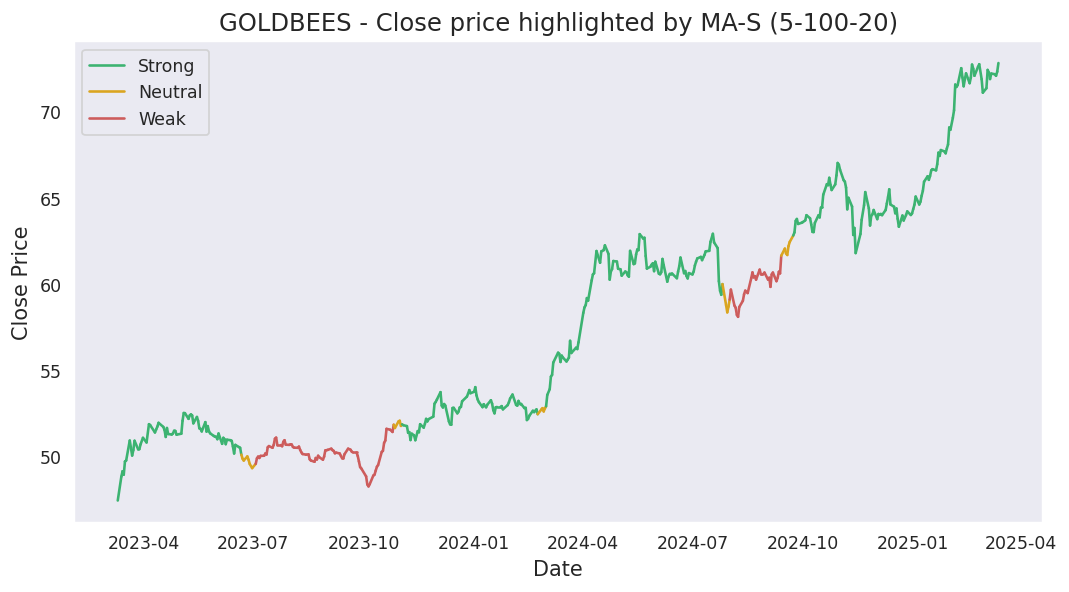 GOLDBEES - Close price highlighted by MA-S (5-100-20)
Strong
Neutral
Weak
Close Price
70
65
60
55
50
2023-04 2023-07 2023-10 2024-01 2024-04 2024-07 2024-10 2025-01 2025-04
Date